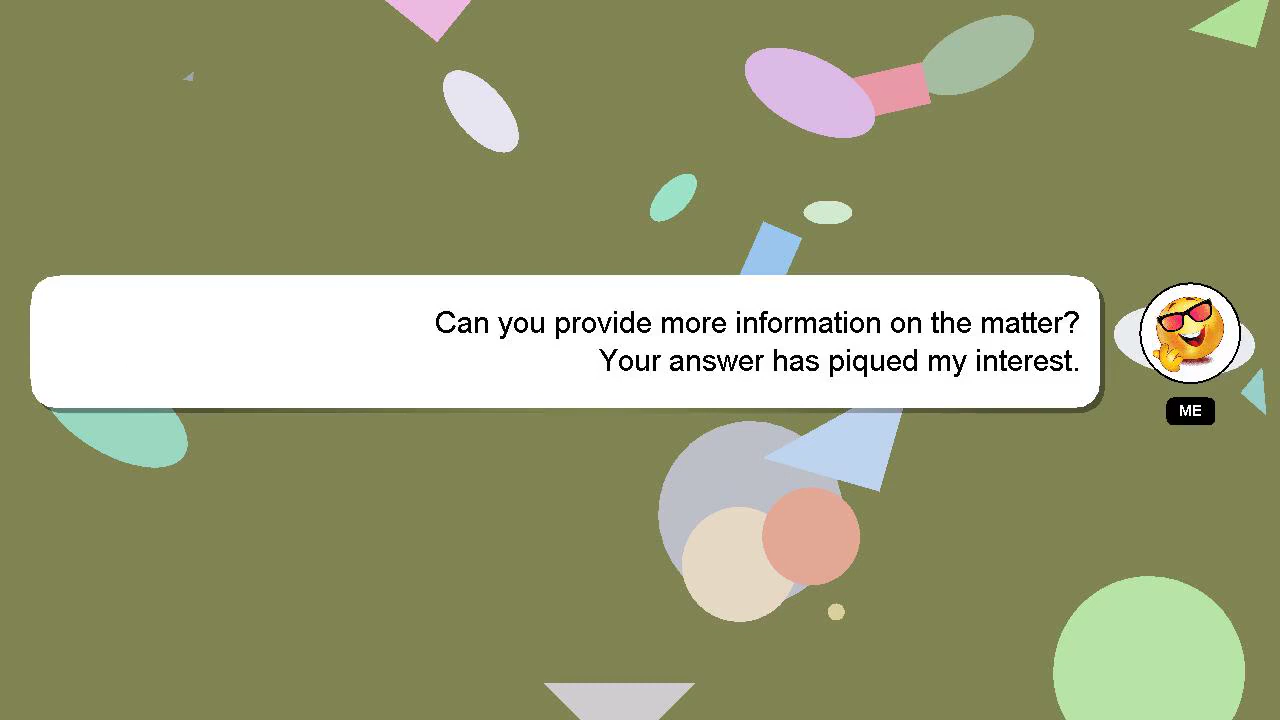 Can you provide more information on the matter?
Your answer has piqued my interest.
ME